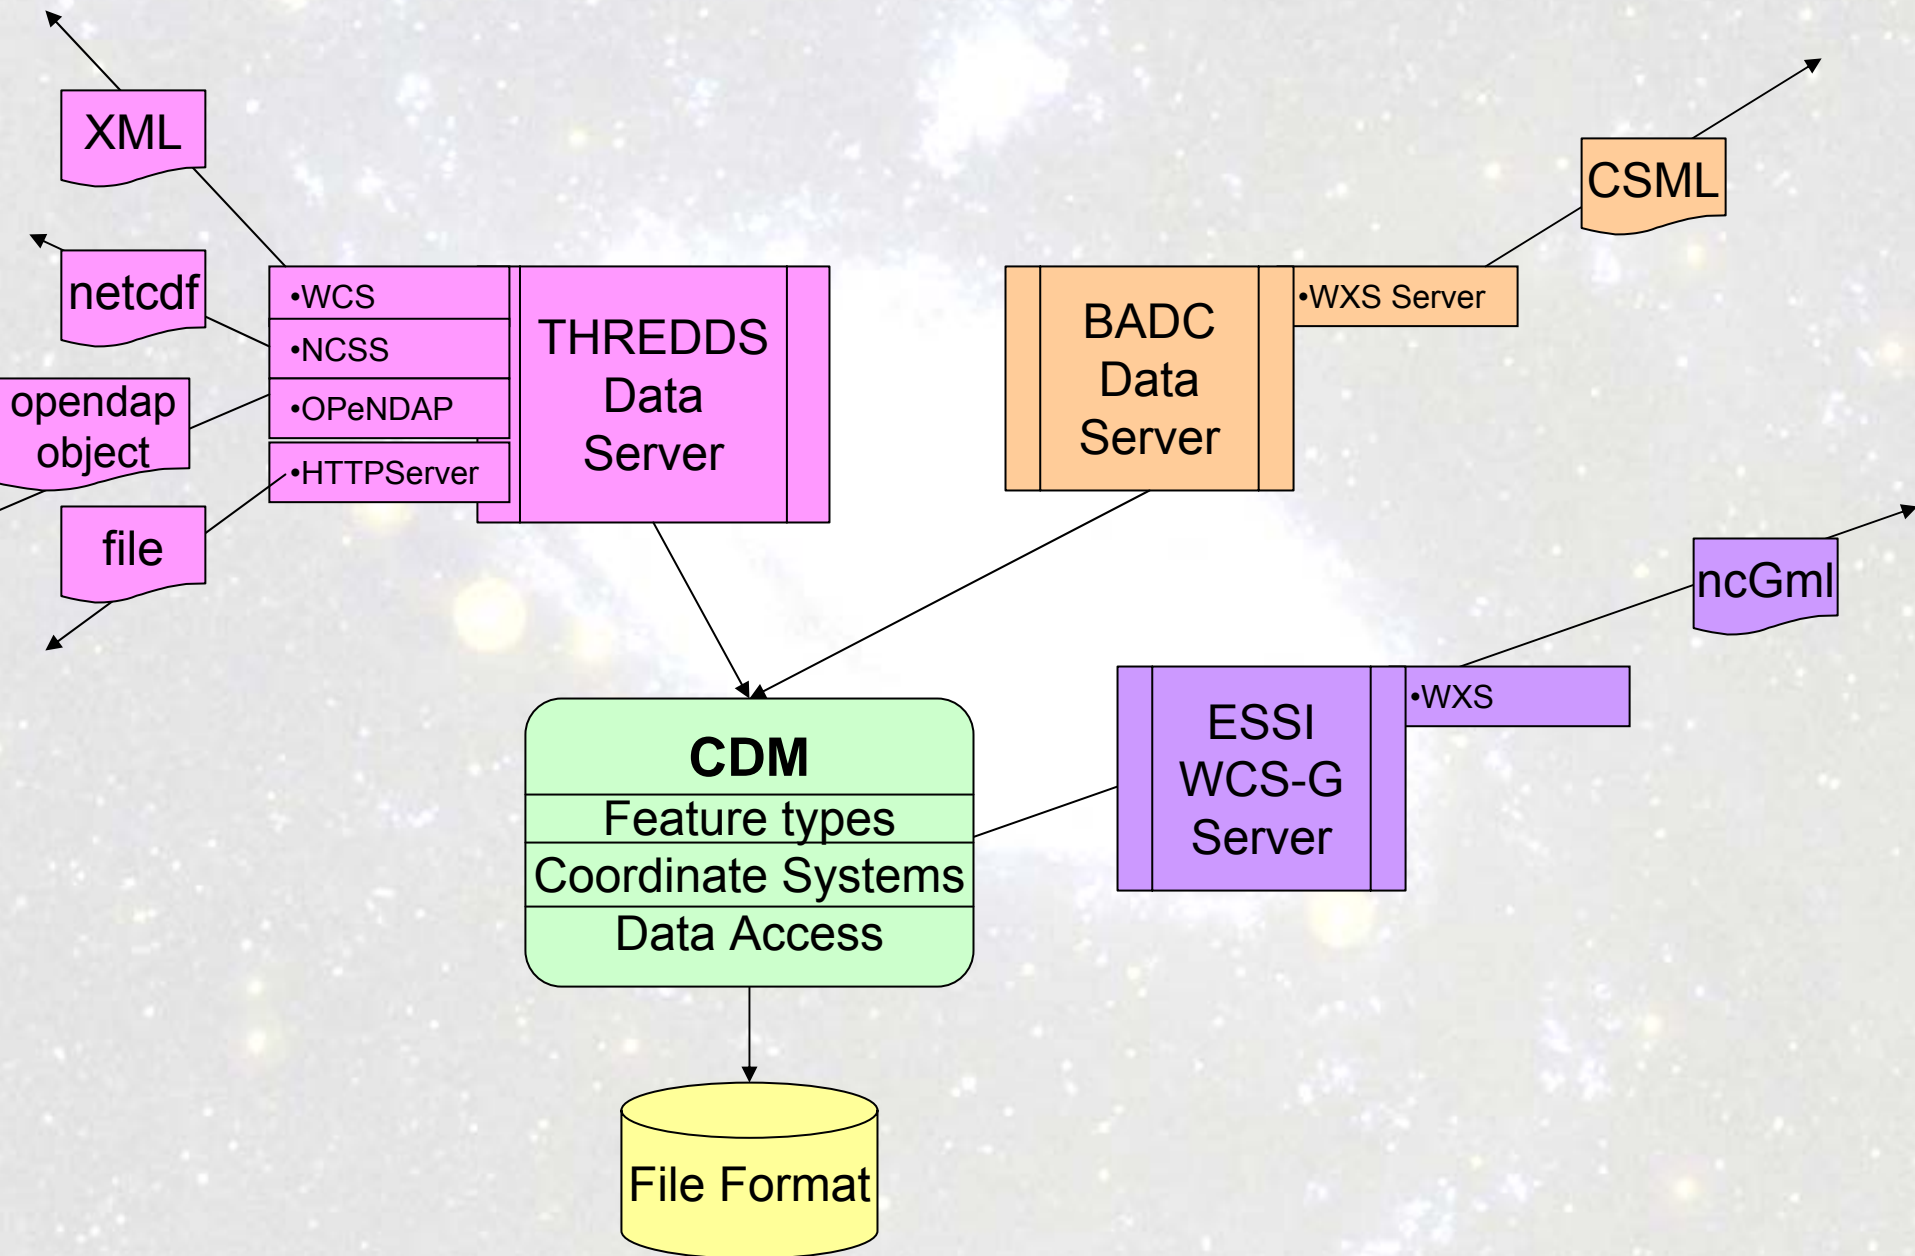 XML
netcdf
opendap
object
file
•WCS
•NCSS
•OPeNDAP
•HTTPServer
THREDDS
Data
Server
BADC
Data
Server
•WXS Server
CSML
ncGml
ESSI
WCS-G
Server
•WXS
CDM
Feature types
Coordinate Systems
Data Access
File Format